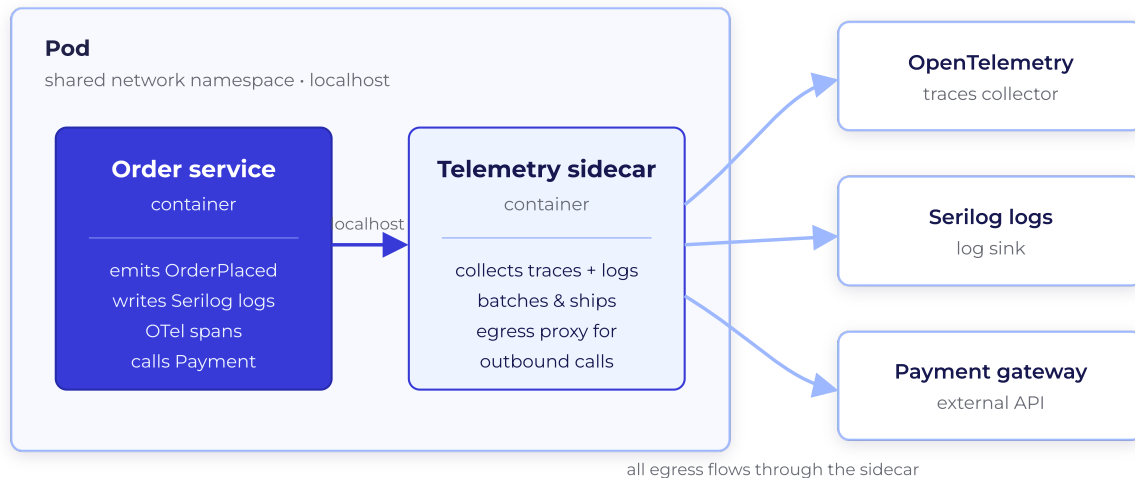 Pod
shared network namespace • localhost
Order service
container
emits OrderPlaced
writes Serilog logs
OTel spans
calls Payment
ocalhost
Telemetry sidecar
container
collects traces + logs
batches & ships
egress proxy for
outbound calls
OpenTelemetry
traces collector
Serilog logs
log sink
Payment gateway
external API
all egress flows through the sidecar